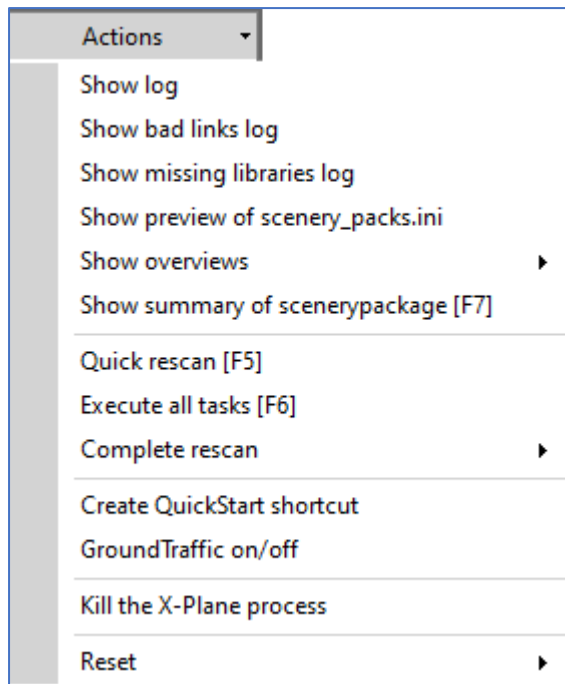 Actions
Show log
Show bad links log
Show missing libraries log
Show preview of scenery_packs.ini
Show overviews
Show summary of scenerypackage [F7]
Quick rescan [F5]
Execute all tasks [F6]
Complete rescan
Create QuickStart shortcut
GroundTraffic on/off
Kill the X-Plane process
Reset